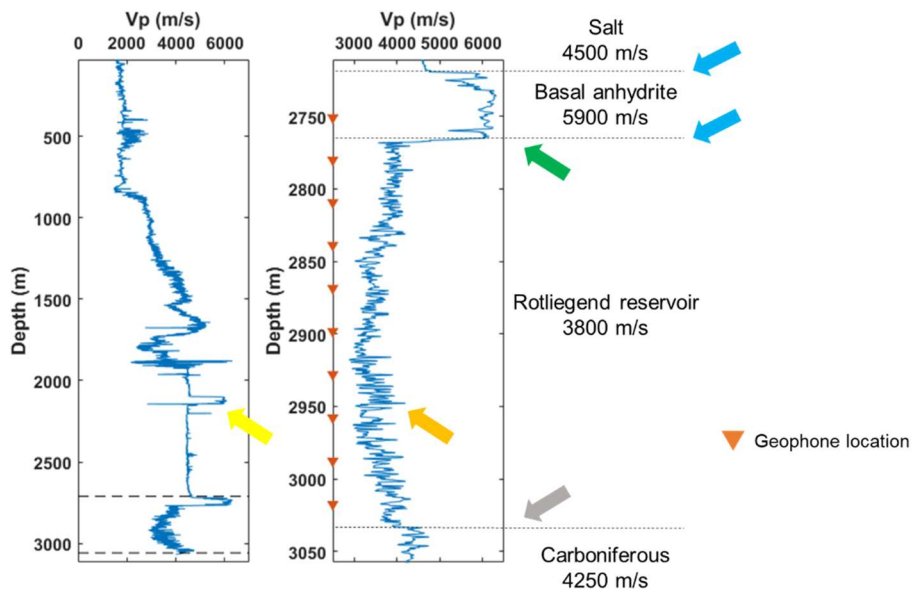 Vp (m/s)
0 2000 4000 6000
Depth (m)
500
1000
1500
2000
2500
3000
Vp (m/s)
3000 4000 5000 6000
Depth (m)
2750
2800
2850
2900
2950
3000
3050
Salt
4500 m/s
Basal anhydrite
5900 m/s
Rotliegend reservoir
3800 m/s
Geophone location
Carboniferous
4250 m/s